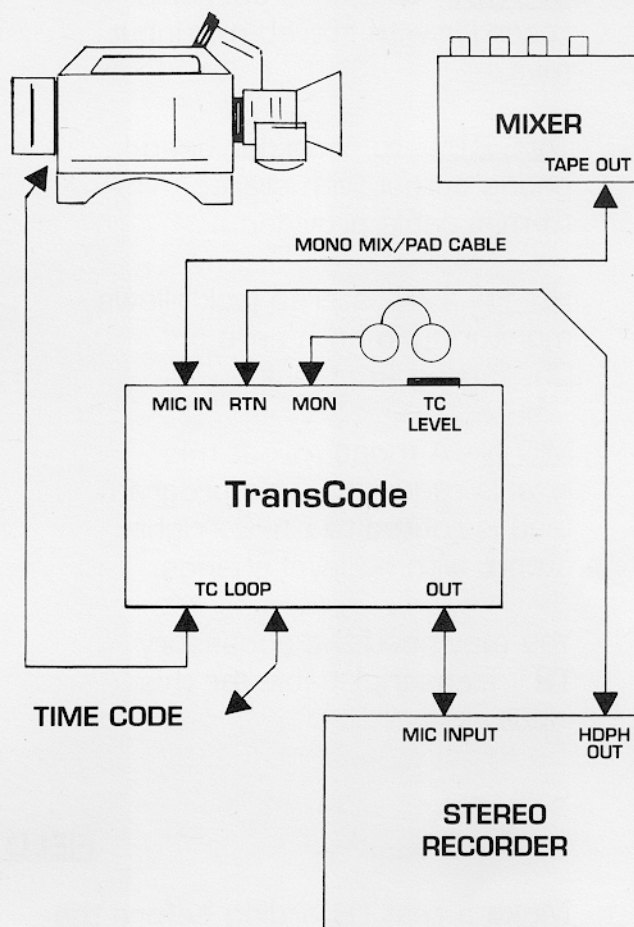 MIXER
TAPE OUT
MONO MIX/PAD CABLE
MIC IN RTN MON TC
LEVEL
TransCode
TC LOOP OUT
TIME CODE
MIC INPUT HDPH
OUT
STEREO
RECORDER